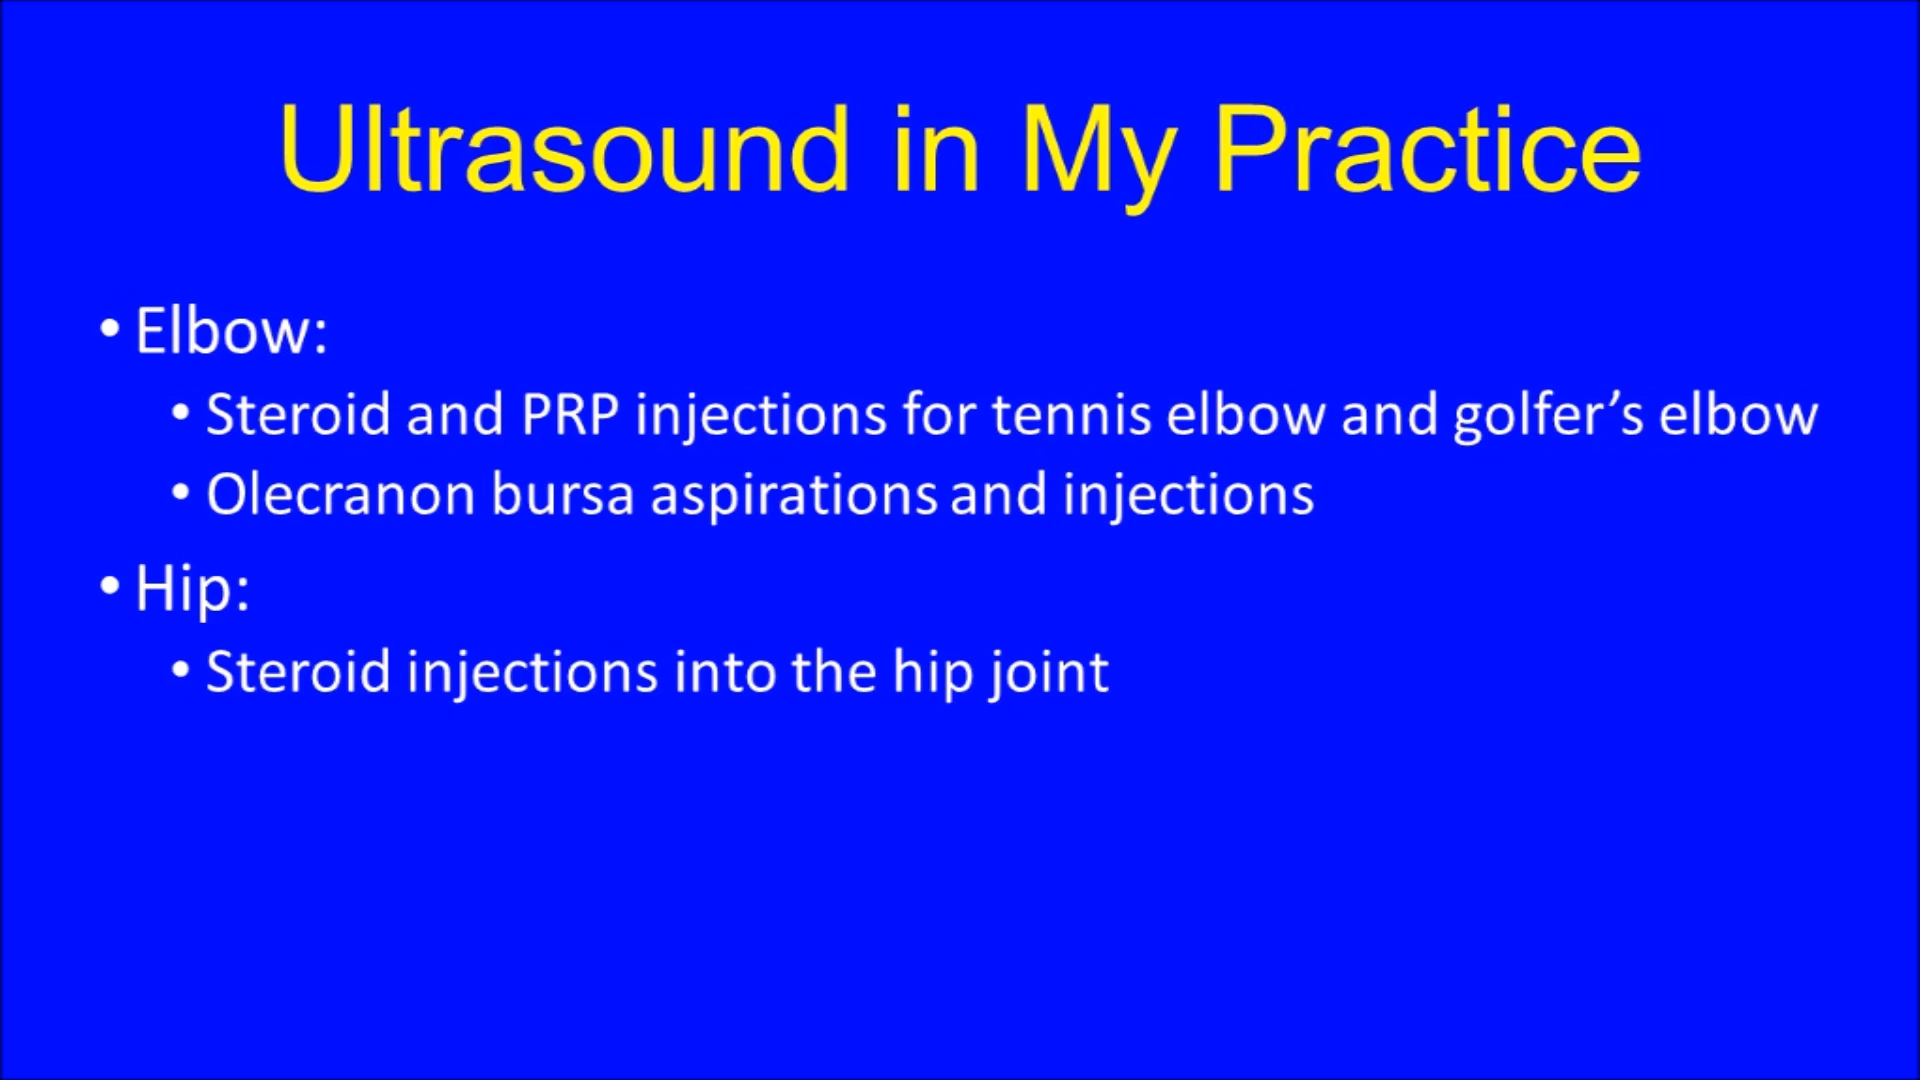 Ultrasound in My Practice
• Elbow:
• Steroid and PRP injections for tennis elbow and golfer’s elbow
• Olecranon bursa aspirations and injections
• Hip:
• Steroid injections into the hip joint